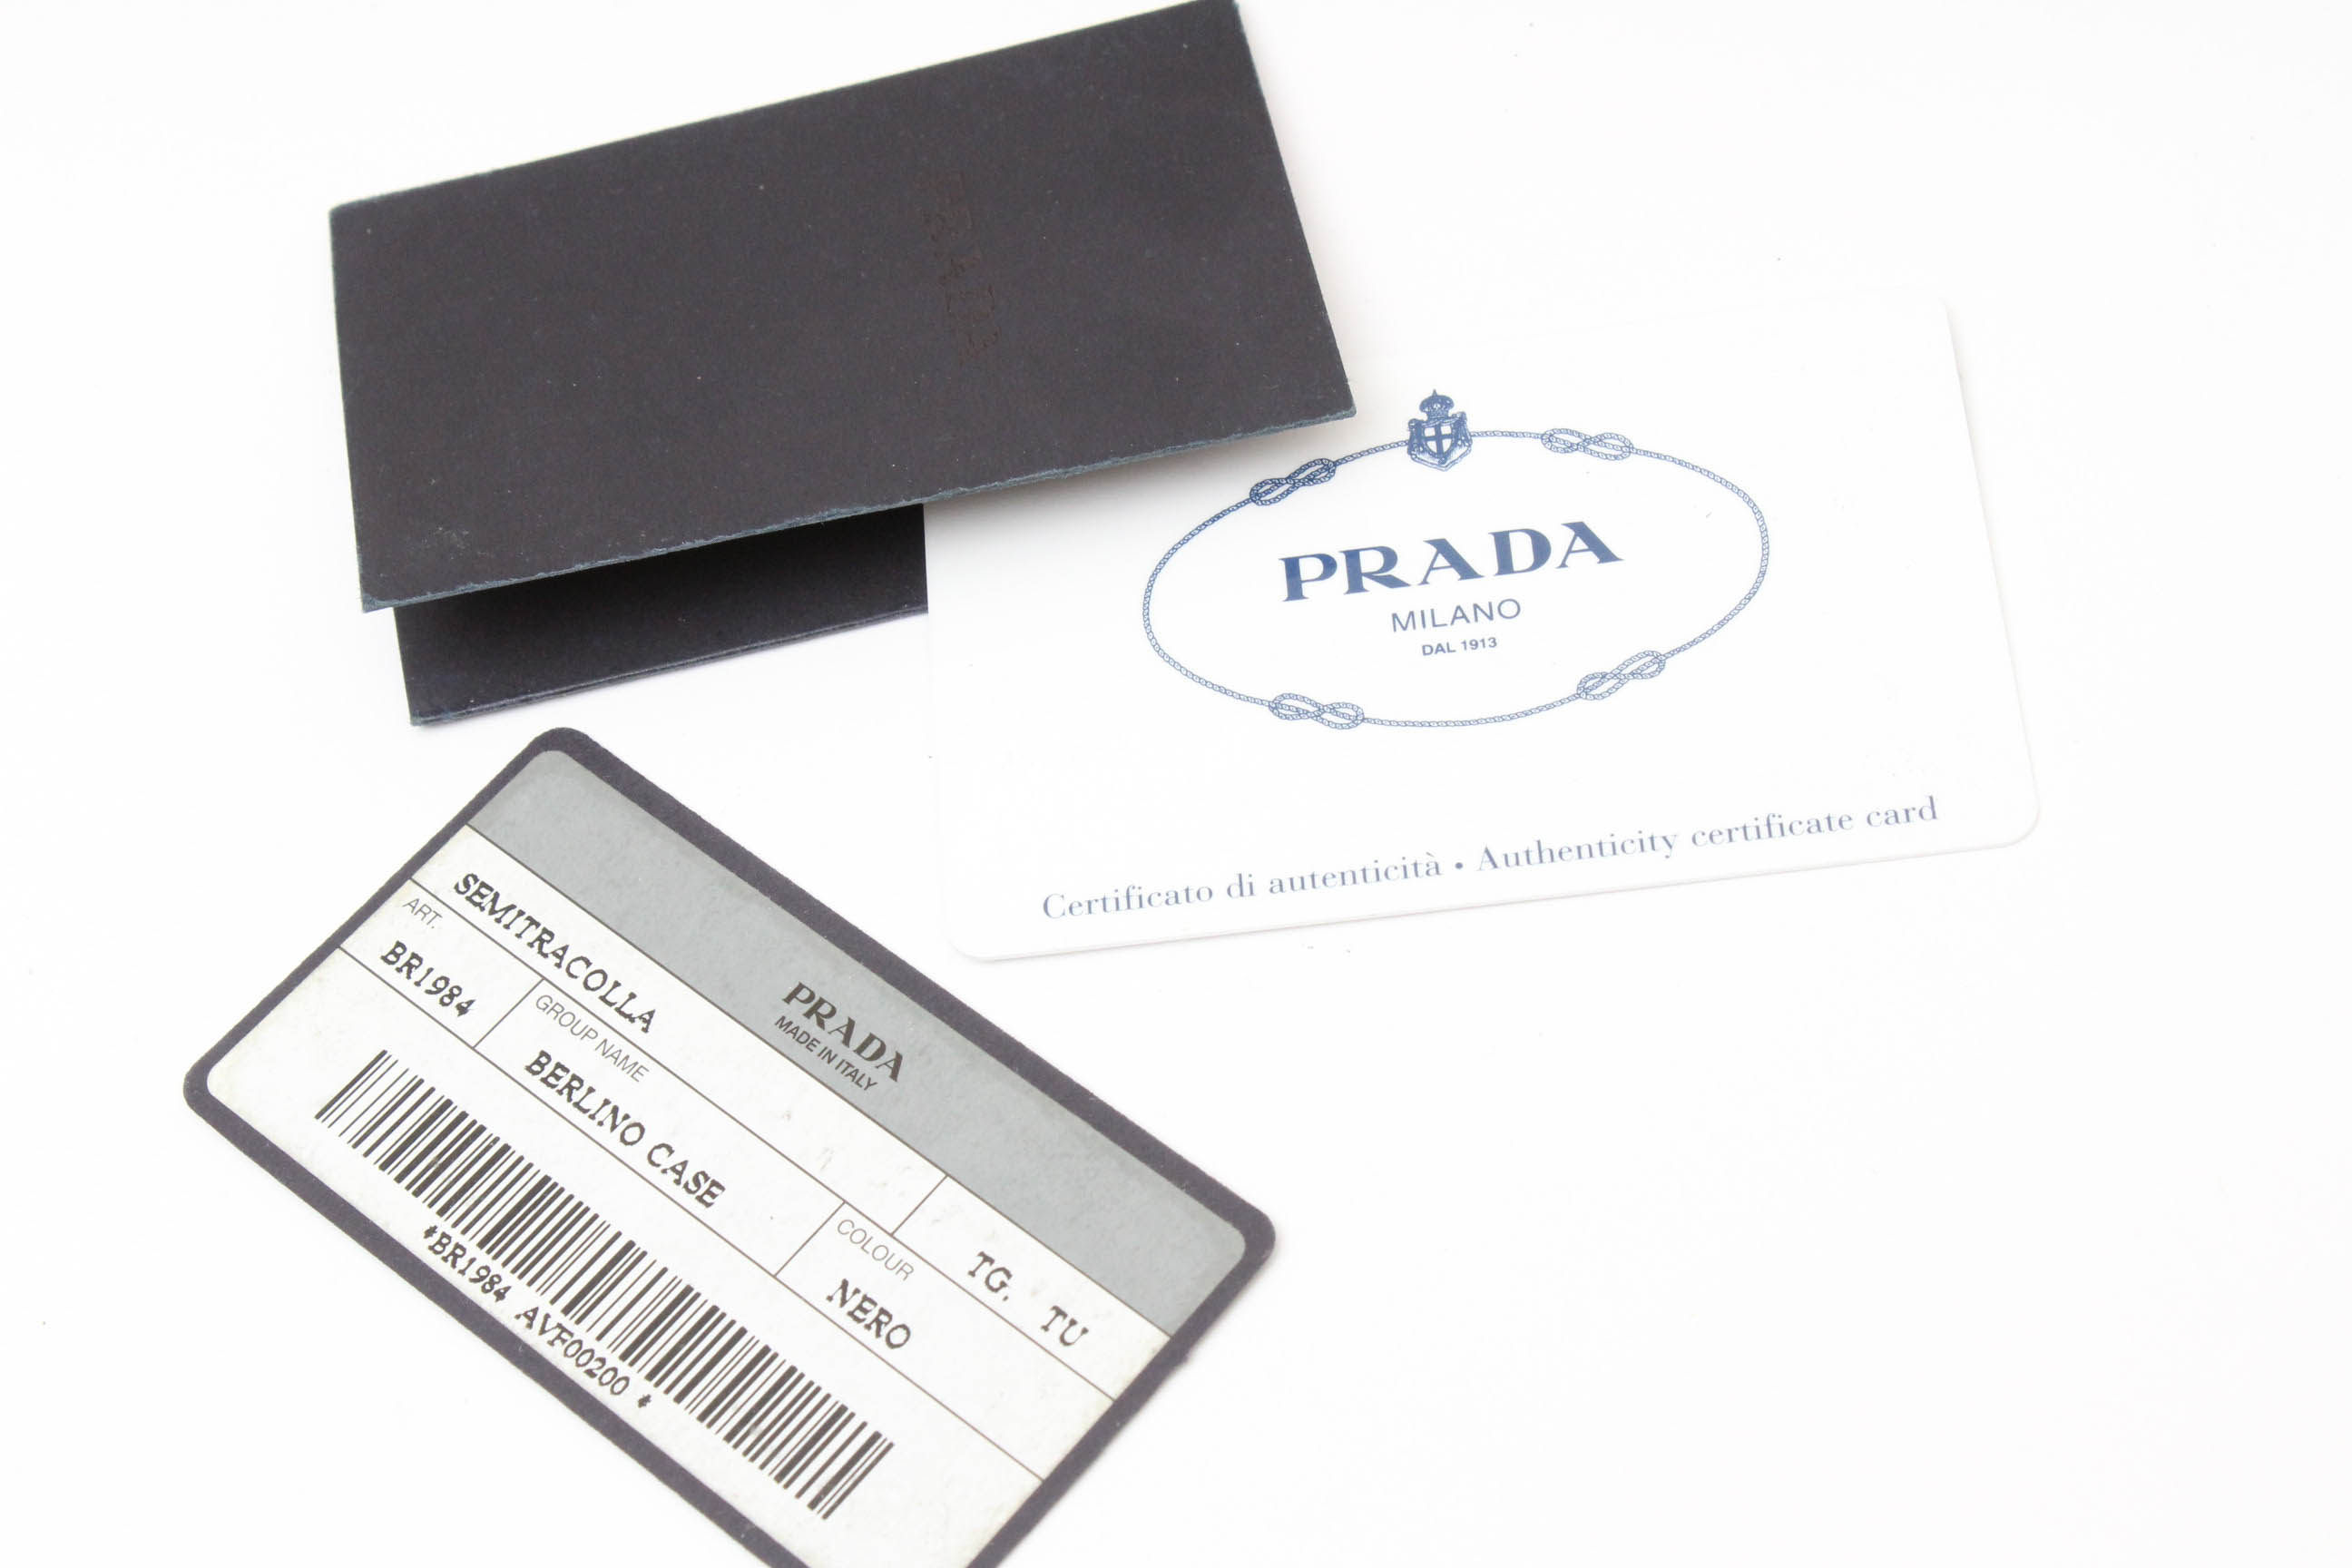 PRADA
MILANO
DAL 1913
Certificato di autenticità • Authenticity certificate card
PRADA
MADE IN ITALY
SEMITRACOLLA
TG. TU
ART.
BR1984
GROUP NAME
BERLINO CASE
COLOUR
NERO
*BR1984 AVF00200 *